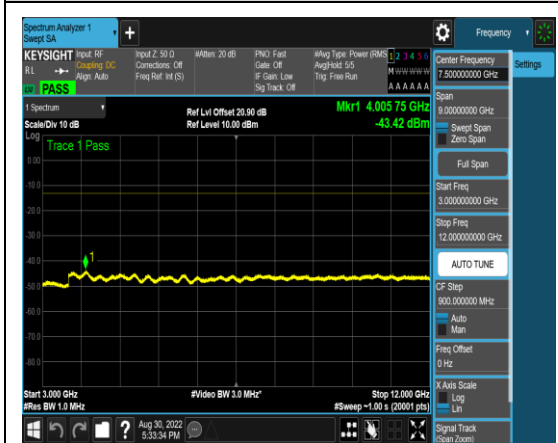 Spectrum Analyzer 1
Swept SA
+
Frequency
KEYSIGHT
Input: RF
Input Z: 50 Ω
#Atten: 20 dB
PNO: Fast
#Avg Type: Power (RMS
1 2 3 4 5 6
RL
Coupling: DC
Corrections: Off
Gate: Off
Avg|Hold: 5/5
M W W W W W
Align: Auto
Freq Ref: Int (S)
IF Gain: Low
Trig: Free Run
Sig Track: Off
A A A A A A
PASS
Center Frequency
7.500000000 GHz
Settings
Span
9.00000000 GHz
Swept Span
Zero Span
Full Span
Start Freq
3.000000000 GHz
Stop Freq
12.000000000 GHz
AUTO TUNE
CF Step
900.000000 MHz
Auto
Man
Freq Offset
0 Hz
X Axis Scale
Log
Lin
Signal Track
(Span Zoom)
1 Spectrum
Scale/Div 10 dB
Ref Lvl Offset 20.90 dB
Ref Level 10.00 dBm
Mkr1 4.005 75 GHz
-43.42 dBm
Log
Trace 1 Pass
0.00
-10.0
-20.0
-30.0
-40.0
1
-50.0
-60.0
-70.0
-80.0
Start 3.000 GHz
#Video BW 3.0 MHz*
Stop 12.000 GHz
#Res BW 1.0 MHz
#Sweep ~1.00 s (20001 pts)
?
Aug 30, 2022
5:33:34 PM